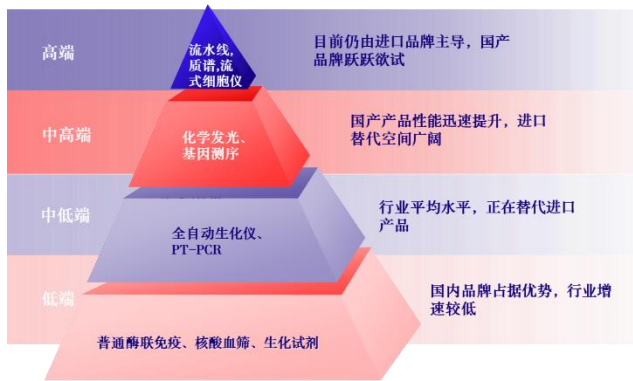 高端
流水线,
质谱,流
式细胞仪
目前仍由进口品牌主导，国产
品牌跃跃欲试
中高端
化学发光、
基因测序
国产产品性能迅速提升，进口
替代空间广阔
中低端
全自动生化仪、
PT-PCR
行业平均水平，正在替代进口
产品
低端
普通酶联免疫、核酸血筛、生化试剂
国内品牌占据优势，行业增
速较低